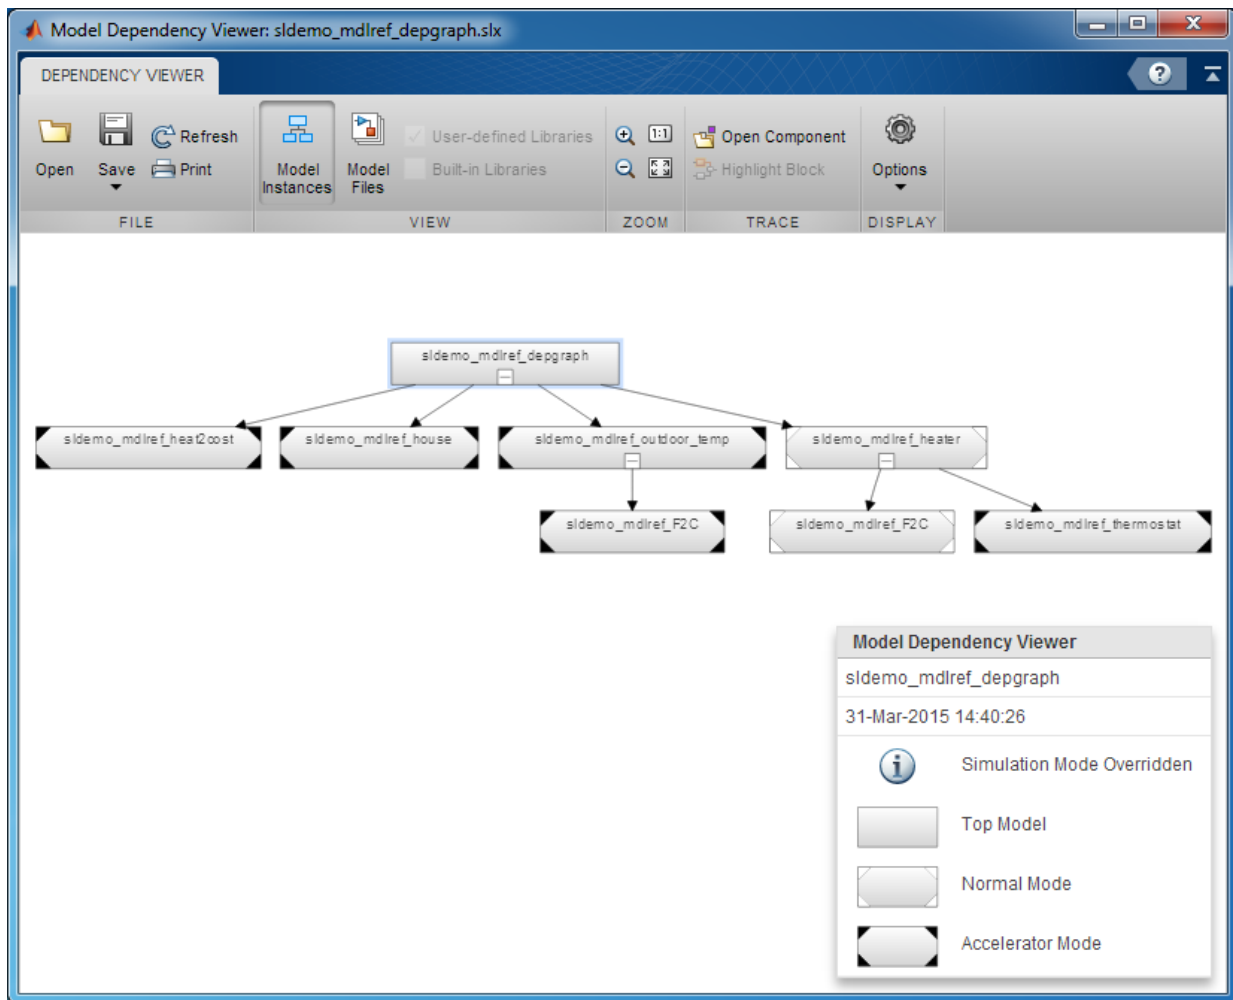 Model Dependency Viewer: sldemo_mdlref_depgraph.slx
DEPENDENCY VIEWER
?
Open
Save
Refresh
Print
Model Instances
Model Files
User-defined Libraries
Built-in Libraries
1:1
Open Component
Highlight Block
Options
FILE
VIEW
ZOOM
TRACE
DISPLAY
sldemo_mdlref_depgraph
sldemo_mdlref_heat2cost
sldemo_mdlref_house
sldemo_mdlref_outdoor_temp
sldemo_mdlref_heater
sldemo_mdlref_F2C
sldemo_mdlref_F2C
sldemo_mdlref_thermostat
Model Dependency Viewer
sldemo_mdlref_depgraph
31-Mar-2015 14:40:26
i
Simulation Mode Overridden
Top Model
Normal Mode
Accelerator Mode